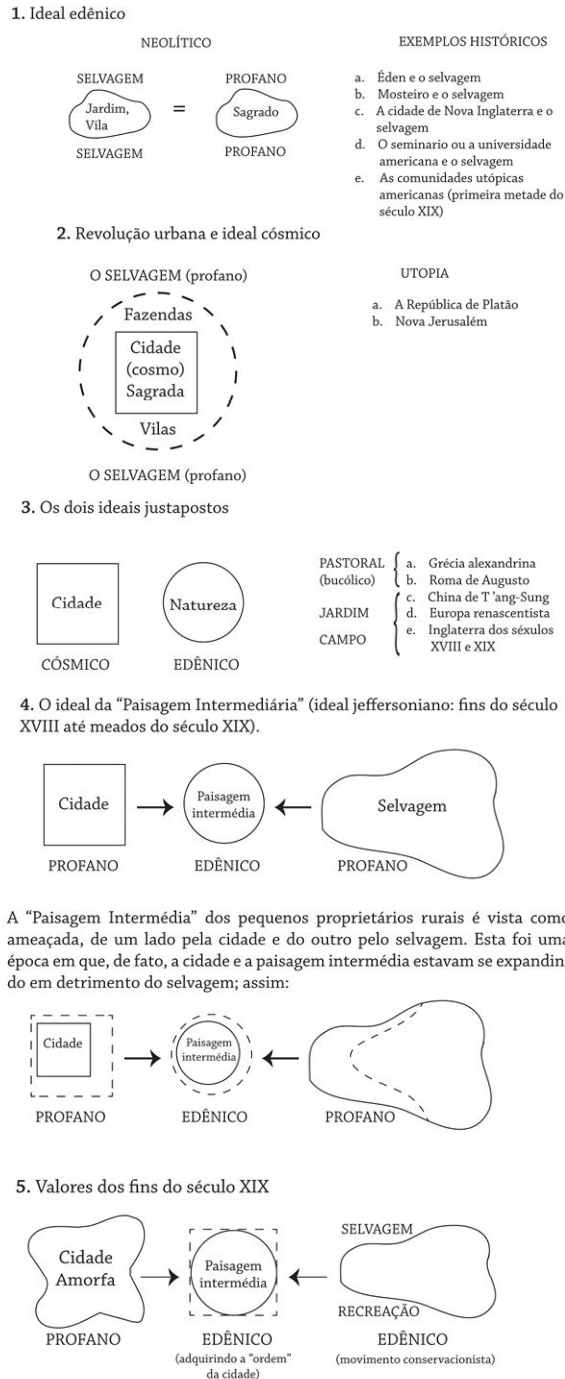 1. Ideal edênico
NEOLÍTICO
SELVAGEM
Jardim,
Vila
SELVAGEM
=
PROFANO
Sagrado
PROFANO
EXEMPLOS HISTÓRICOS
a. Éden e o selvagem
b. Mosteiro e o selvagem
c. A cidade de Nova Inglaterra e o
selvagem
d. O seminario ou a universidade
americana e o selvagem
e. As comunidades utópicas
americanas (primeira metade do
século XIX)
2. Revolução urbana e ideal cósmico
O SELVAGEM (profano)
Fazendas
Cidade
(cosmo)
Sagrada
Vilas
O SELVAGEM (profano)
UTOPIA
a. A República de Platão
b. Nova Jerusalém
3. Os dois ideais justapostos
Cidade
CÓSMICO
Natureza
EDÊNICO
PASTORAL
(bucólico)
JARDIM
CAMPO
a. Grécia alexandrina
b. Roma de Augusto
c. China de T 'ang-Sung
d. Europa renascentista
e. Inglaterra dos séxulos
XVIII e XIX
4. O ideal da “Paisagem Intermediária” (ideal jeffersoniano: fins do século
XVIII até meados do século XIX).
Cidade
PROFANO
Paisagem
intermédia
EDÊNICO
Selvagem
PROFANO
A “Paisagem Intermédia” dos pequenos proprietários rurais é vista como
ameaçada, de um lado pela cidade e do outro pelo selvagem. Esta foi uma
época em que, de fato, a cidade e a paisagem intermédia estavam se expandin
do em detrimento do selvagem; assim:
Cidade
PROFANO
Paisagem
intermédia
EDÊNICO
PROFANO
5. Valores dos fins do século XIX
Cidade
Amorfa
PROFANO
Paisagem
intermédia
EDÊNICO
(adquirindo a “ordem”
da cidade)
SELVAGEM
RECREAÇÃO
EDÊNICO
(movimento conservacionista)